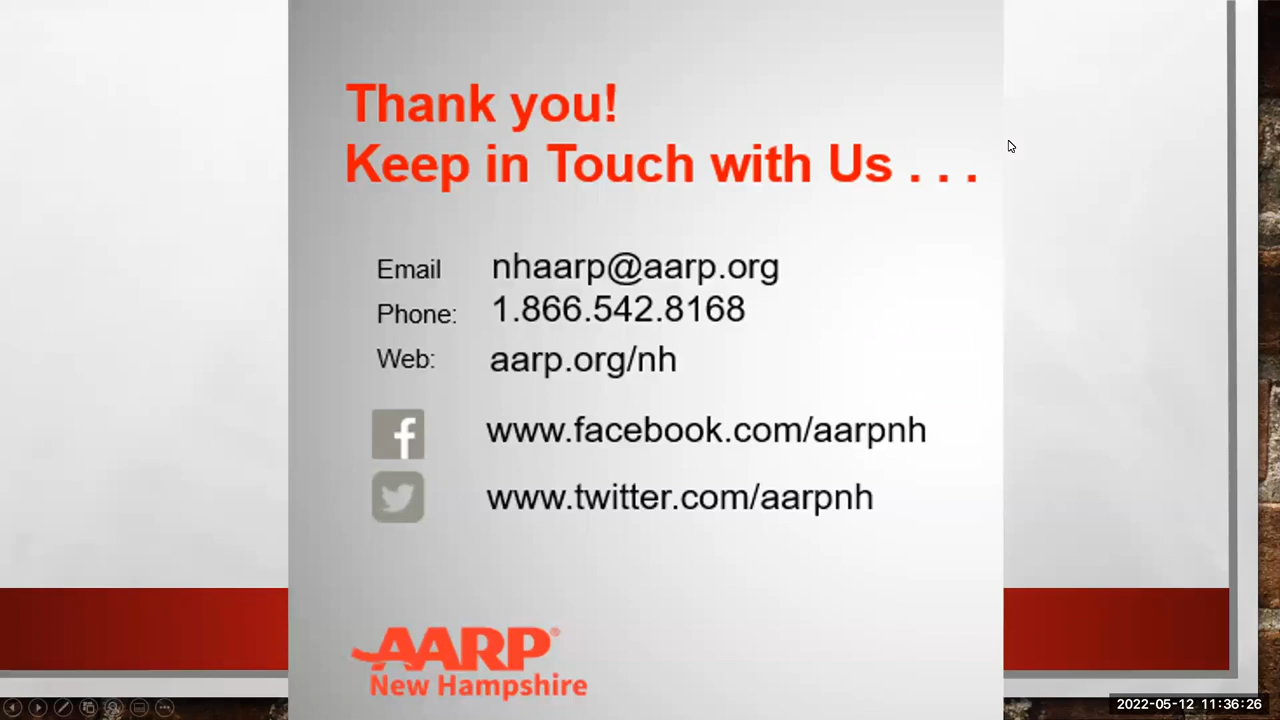 Thank you!
Keep in Touch with Us . . .
Email nhaarp@aarp.org
Phone: 1.866.542.8168
Web: aarp.org/nh
www.facebook.com/aarpnh
www.twitter.com/aarpnh
AARP®
New Hampshire
2022-05-12 11:36:26